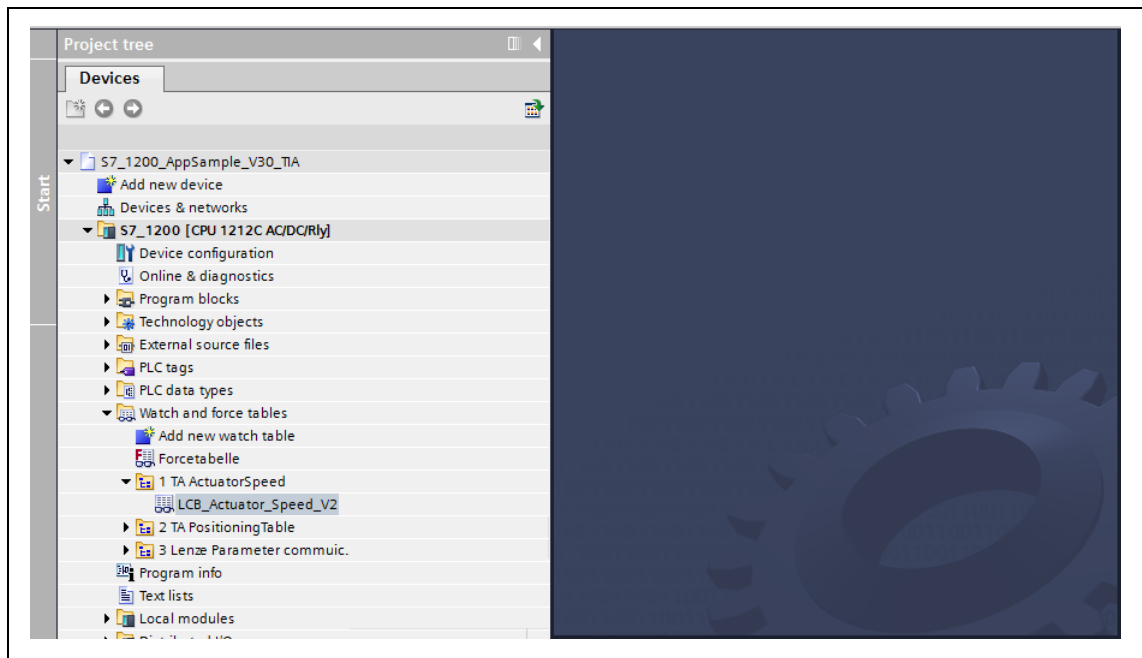 Project tree
Devices
Start
S7_1200_AppSample_V30_TIA
Add new device
Devices & networks
S7_1200 [CPU 1212C AC/DC/Rly]
Device configuration
Online & diagnostics
Program blocks
Technology objects
External source files
PLC tags
PLC data types
Watch and force tables
Add new watch table
Forcetabelle
1 TA ActuatorSpeed
LCB_Actuator_Speed_V2
2 TA PositioningTable
3 Lenze Parameter commuic.
Program info
Text lists
Local modules